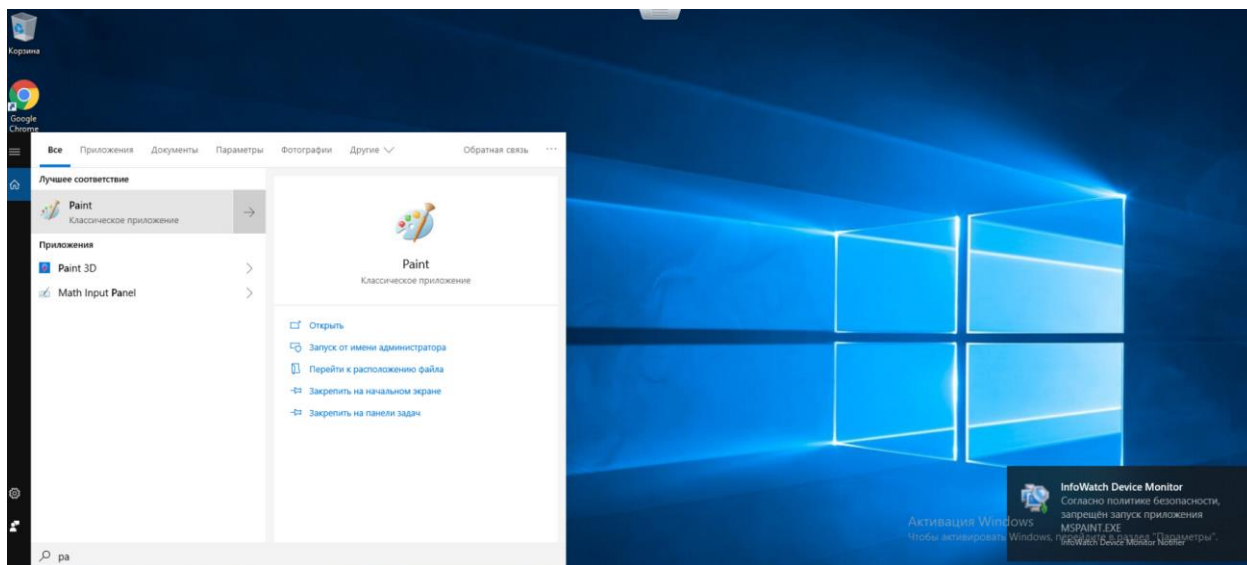 Корзина
Google
Chrome
Все Приложения Документы Параметры Фотографии Другие Обратная связь ...
Лучшее соответствие
Paint
Классическое приложение
Приложения
Paint 3D
Math Input Panel
Paint
Классическое приложение
Открыть
Запуск от имени администратора
Перейти к расположению файла
Закрепить на начальном экране
Закрепить на панели задач
pa
InfoWatch Device Monitor
Согласно политике безопасности,
запрещён запуск приложения
MSPAINT.EXE
InfoWatch Device Monitor Notifier
Активация Windows
Чтобы активировать Windows, перейдите в раздел "Параметры".